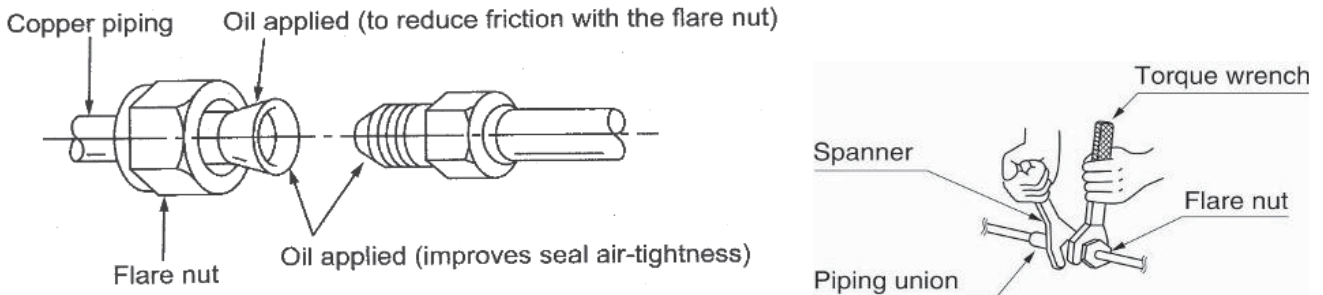 Copper piping
Oil applied (to reduce friction with the flare nut)
Flare nut
Oil applied (improves seal air-tightness)
Torque wrench
Spanner
Flare nut
Piping union